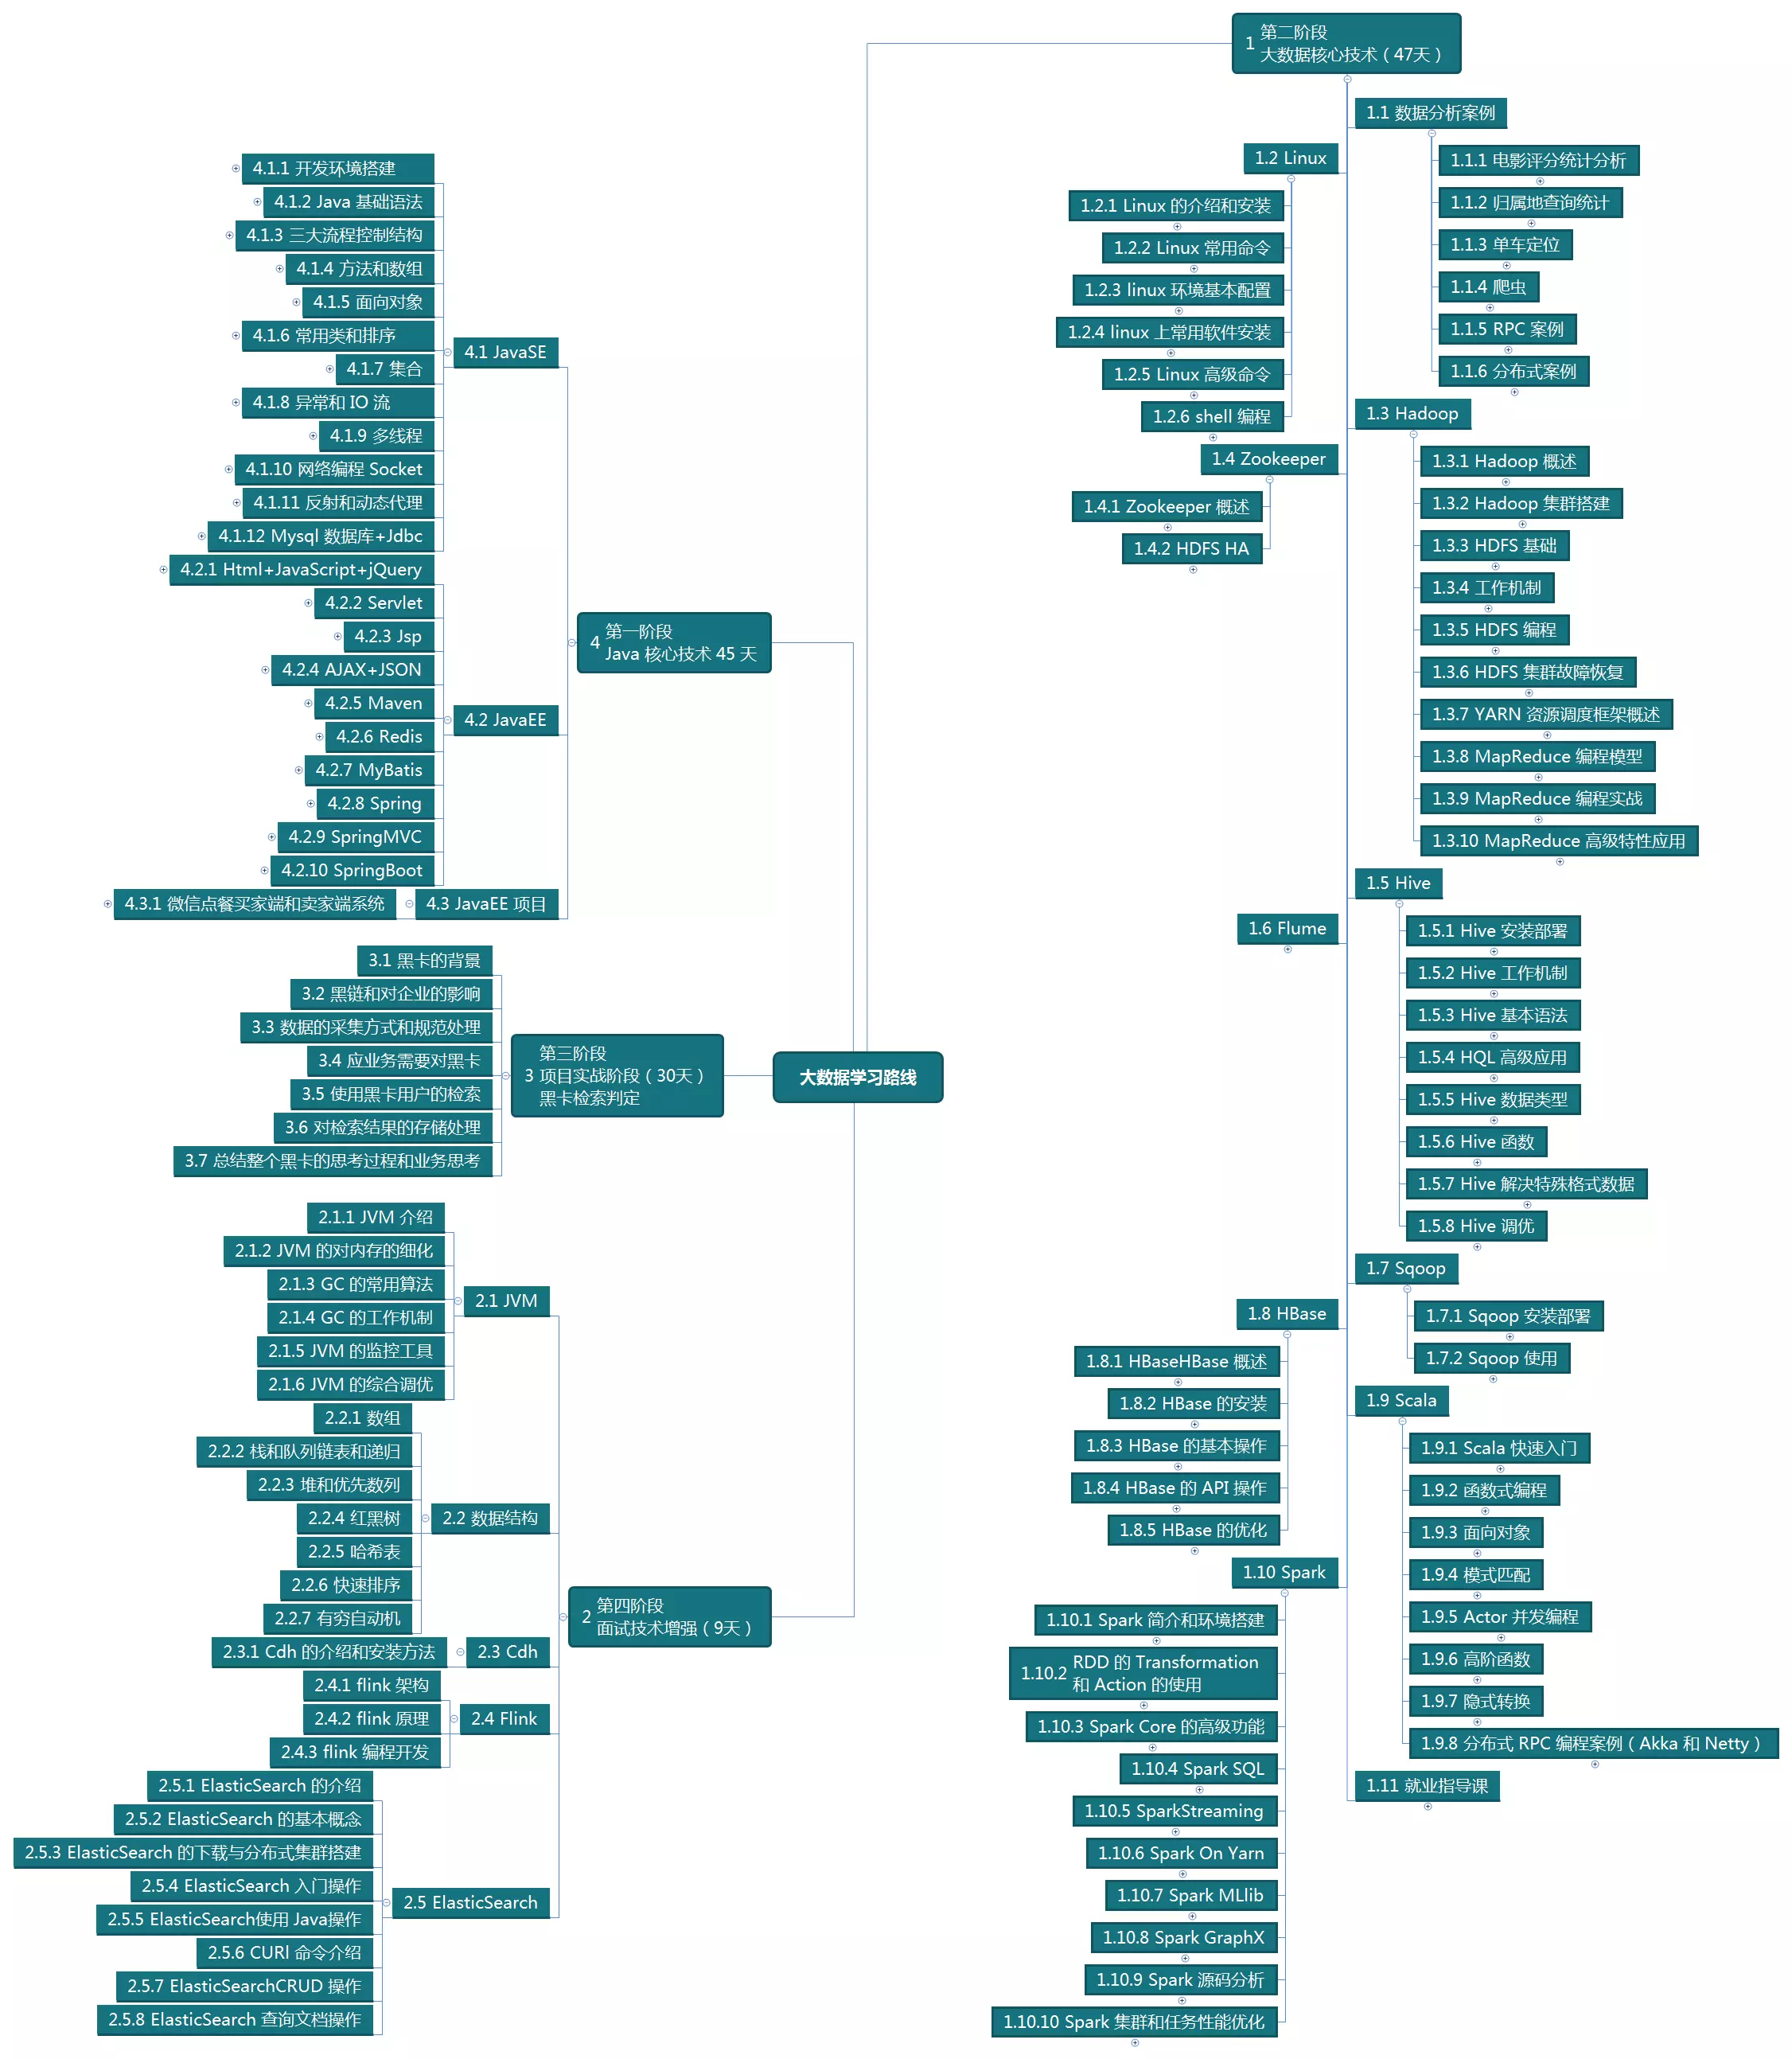 大数据学习路线
1 第二阶段
大数据核心技术（47天）
1.1 数据分析案例
1.1.1 电影评分统计分析
1.1.2 归属地查询统计
1.1.3 单车定位
1.1.4 爬虫
1.1.5 RPC 案例
1.1.6 分布式案例
1.2 Linux
1.2.1 Linux 的介绍和安装
1.2.2 Linux 常用命令
1.2.3 linux 环境基本配置
1.2.4 linux 上常用软件安装
1.2.5 Linux 高级命令
1.2.6 shell 编程
1.3 Hadoop
1.3.1 Hadoop 概述
1.3.2 Hadoop 集群搭建
1.3.3 HDFS 基础
1.3.4 工作机制
1.3.5 HDFS 编程
1.3.6 HDFS 集群故障恢复
1.3.7 YARN 资源调度框架概述
1.3.8 MapReduce 编程模型
1.3.9 MapReduce 编程实战
1.3.10 MapReduce 高级特性应用
1.4 Zookeeper
1.4.1 Zookeeper 概述
1.4.2 HDFS HA
1.5 Hive
1.5.1 Hive 安装部署
1.5.2 Hive 工作机制
1.5.3 Hive 基本语法
1.5.4 HQL 高级应用
1.5.5 Hive 数据类型
1.5.6 Hive 函数
1.5.7 Hive 解决特殊格式数据
1.5.8 Hive 调优
1.6 Flume
1.7 Sqoop
1.7.1 Sqoop 安装部署
1.7.2 Sqoop 使用
1.8 HBase
1.8.1 HBaseHBase 概述
1.8.2 HBase 的安装
1.8.3 HBase 的基本操作
1.8.4 HBase 的 API 操作
1.8.5 HBase 的优化
1.9 Scala
1.9.1 Scala 快速入门
1.9.2 函数式编程
1.9.3 面向对象
1.9.4 模式匹配
1.9.5 Actor 并发编程
1.9.6 高阶函数
1.9.7 隐式转换
1.9.8 分布式 RPC 编程案例（Akka 和 Netty）
1.10 Spark
1.10.1 Spark 简介和环境搭建
1.10.2 RDD 的 Transformation
和 Action 的使用
1.10.3 Spark Core 的高级功能
1.10.4 Spark SQL
1.10.5 SparkStreaming
1.10.6 Spark On Yarn
1.10.7 Spark MLlib
1.10.8 Spark GraphX
1.10.9 Spark 源码分析
1.10.10 Spark 集群和任务性能优化
1.11 就业指导课
4 第一阶段
Java 核心技术 45 天
4.1 JavaSE
4.1.1 开发环境搭建
4.1.2 Java 基础语法
4.1.3 三大流程控制结构
4.1.4 方法和数组
4.1.5 面向对象
4.1.6 常用类和排序
4.1.7 集合
4.1.8 异常和 IO 流
4.1.9 多线程
4.1.10 网络编程 Socket
4.1.11 反射和动态代理
4.1.12 Mysql 数据库+Jdbc
4.2 JavaEE
4.2.1 Html+JavaScript+jQuery
4.2.2 Servlet
4.2.3 Jsp
4.2.4 AJAX+JSON
4.2.5 Maven
4.2.6 Redis
4.2.7 MyBatis
4.2.8 Spring
4.2.9 SpringMVC
4.2.10 SpringBoot
4.3 JavaEE 项目
4.3.1 微信点餐买家端和卖家端系统
第三阶段
3 项目实战阶段（30天）
黑卡检索判定
3.1 黑卡的背景
3.2 黑链和对企业的影响
3.3 数据的采集方式和规范处理
3.4 应业务需要对黑卡
3.5 使用黑卡用户的检索
3.6 对检索结果的存储处理
3.7 总结整个黑卡的思考过程和业务思考
2 第四阶段
面试技术增强（9天）
2.1 JVM
2.1.1 JVM 介绍
2.1.2 JVM 的对内存的细化
2.1.3 GC 的常用算法
2.1.4 GC 的工作机制
2.1.5 JVM 的监控工具
2.1.6 JVM 的综合调优
2.2 数据结构
2.2.1 数组
2.2.2 栈和队列链表和递归
2.2.3 堆和优先数列
2.2.4 红黑树
2.2.5 哈希表
2.2.6 快速排序
2.2.7 有穷自动机
2.3 Cdh
2.3.1 Cdh 的介绍和安装方法
2.4 Flink
2.4.1 flink 架构
2.4.2 flink 原理
2.4.3 flink 编程开发
2.5 ElasticSearch
2.5.1 ElasticSearch 的介绍
2.5.2 ElasticSearch 的基本概念
2.5.3 ElasticSearch 的下载与分布式集群搭建
2.5.4 ElasticSearch 入门操作
2.5.5 ElasticSearch使用 Java操作
2.5.6 CURl 命令介绍
2.5.7 ElasticSearchCRUD 操作
2.5.8 ElasticSearch 查询文档操作